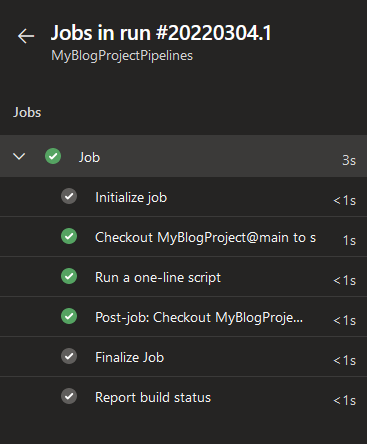 Jobs in run #20220304.1
MyBlogProjectPipelines
Jobs
Job 3s
Initialize job <1s
Checkout MyBlogProject@main to s 1s
Run a one-line script <1s
Post-job: Checkout MyBlogProje... <1s
Finalize Job <1s
Report build status <1s